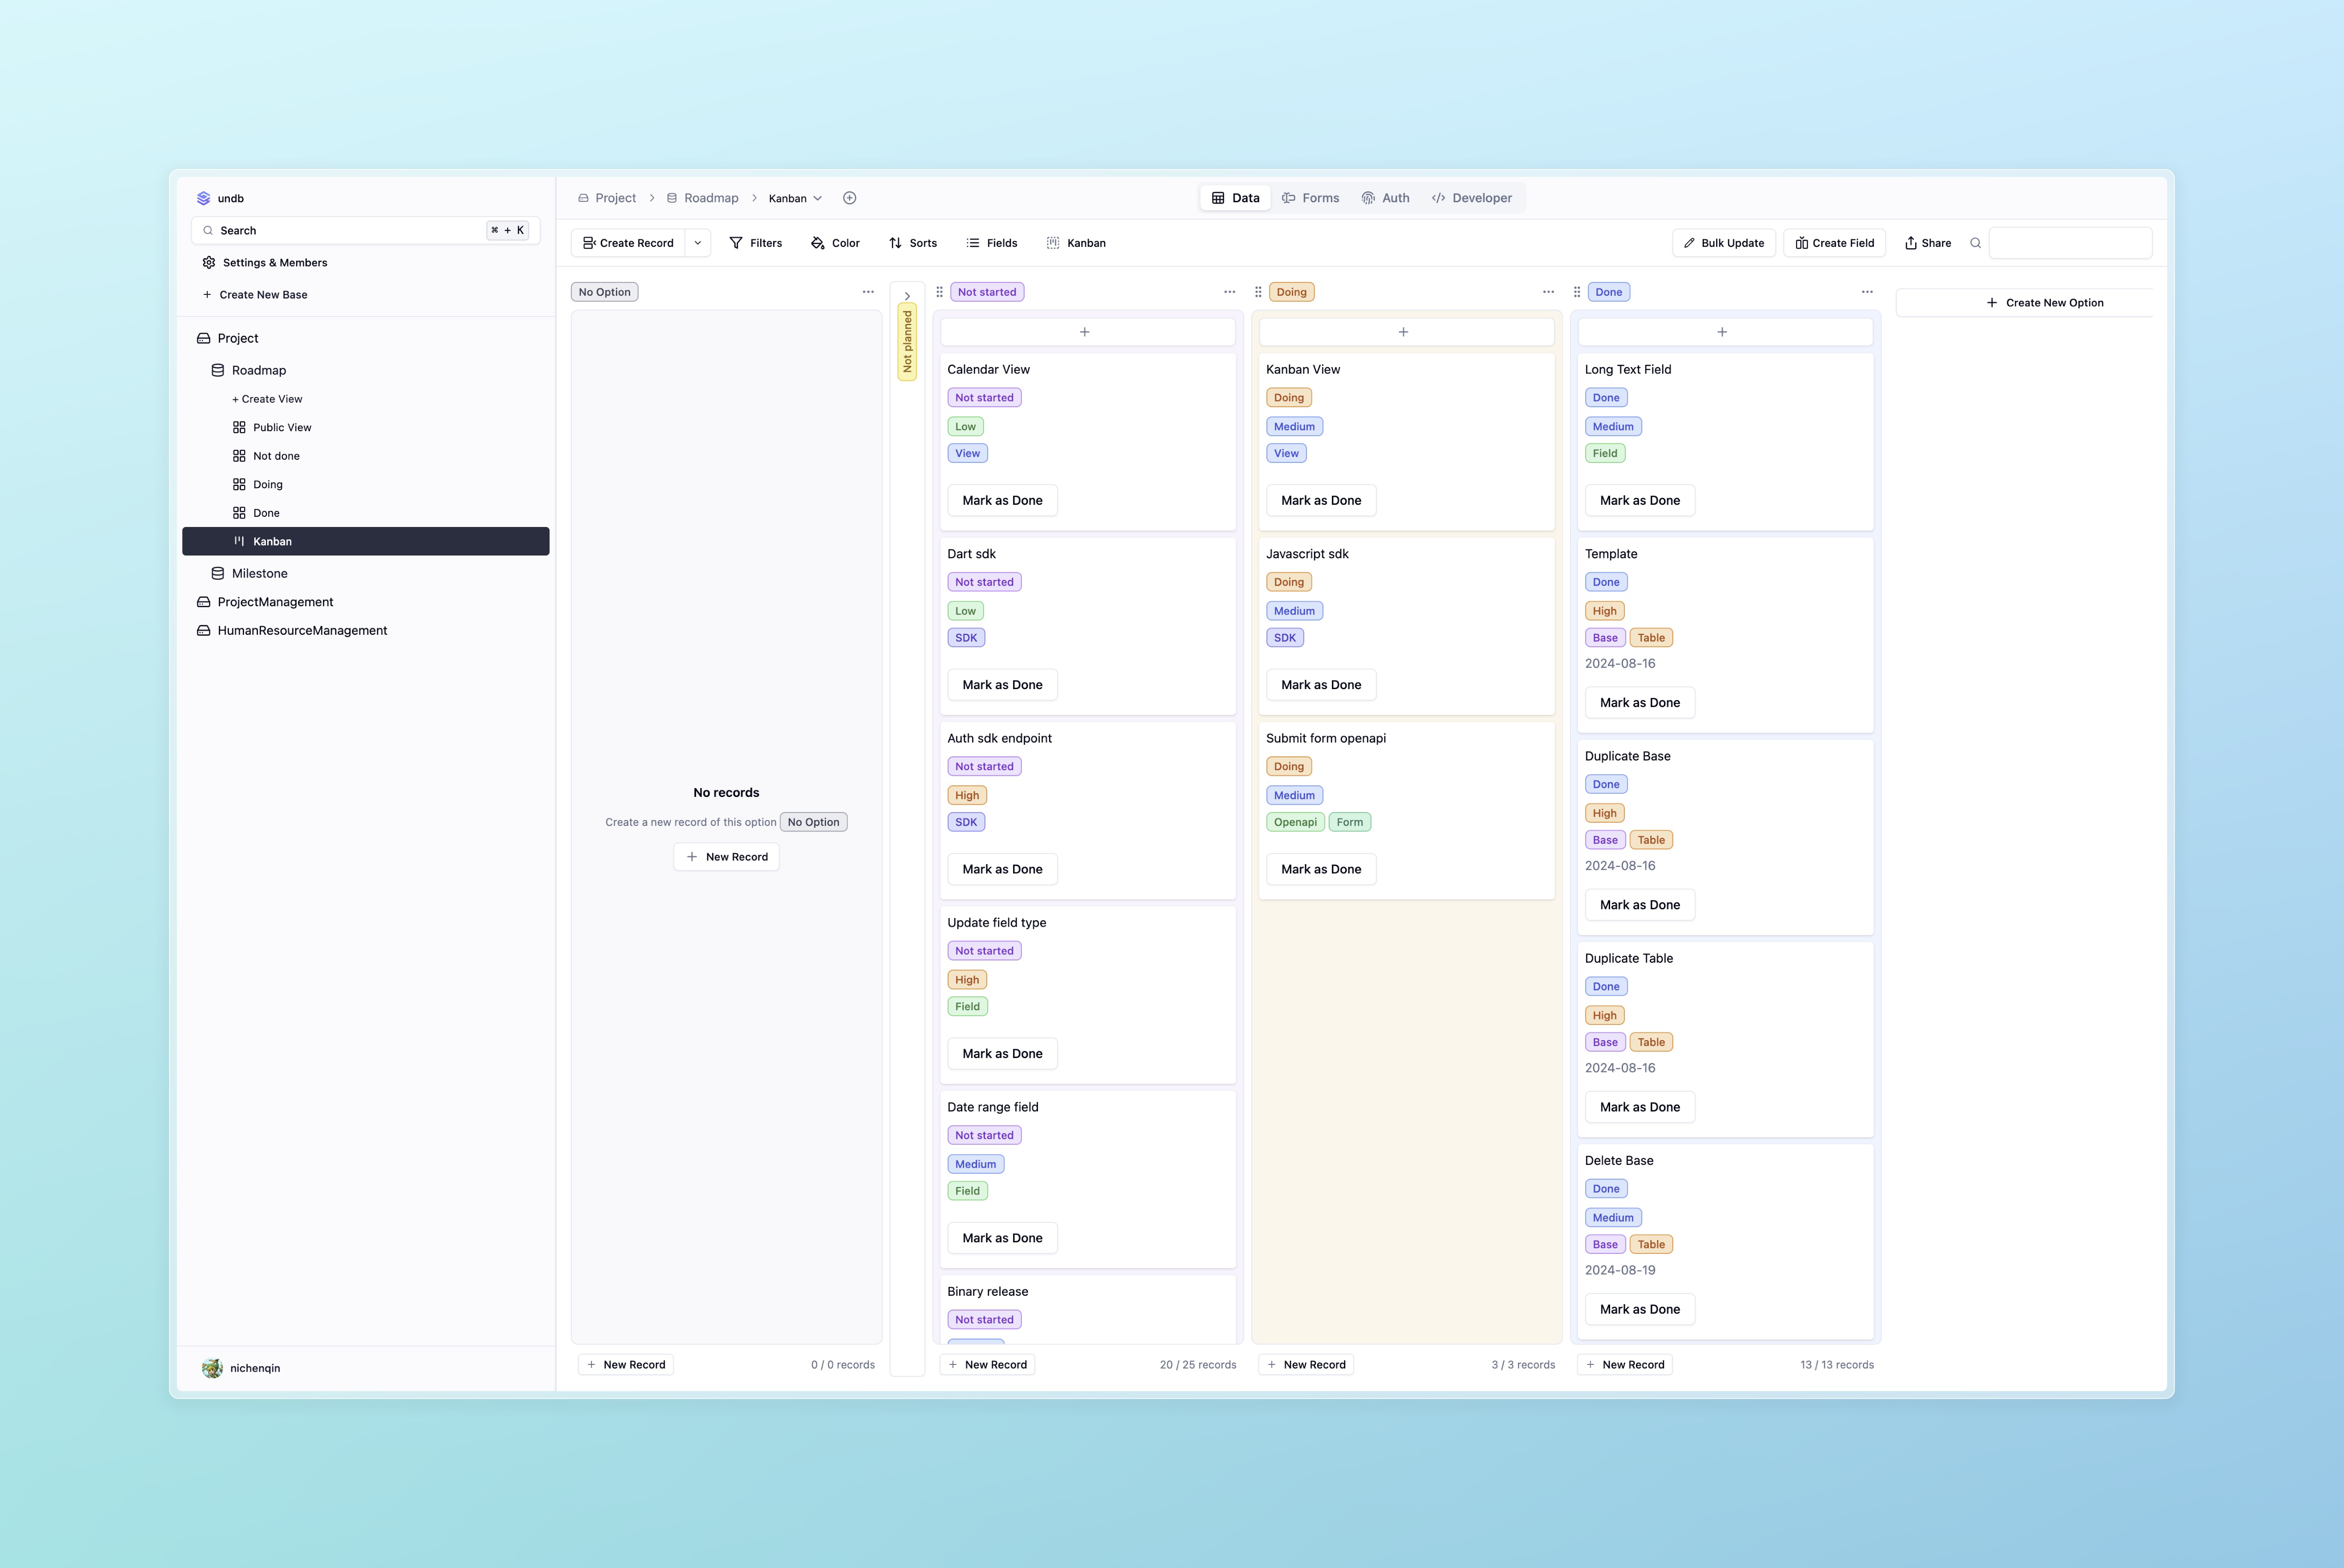 undb
Search
⌘ + K
Settings & Members
+ Create New Base
Project
Roadmap
+ Create View
Public View
Not done
Doing
Done
Kanban
Milestone
ProjectManagement
HumanResourceManagement
nichenqin
Project > Roadmap > Kanban
Data Forms Auth Developer
Create Record Filters Color Sorts Fields Kanban
Bulk Update Create Field Share
No Option
No records
Create a new record of this option No Option
+ New Record
+ New Record 0 / 0 records
Not planned
Not started
+
Calendar View
Not started
Low
View
Mark as Done
Dart sdk
Not started
Low
SDK
Mark as Done
Auth sdk endpoint
Not started
High
SDK
Mark as Done
Update field type
Not started
High
Field
Mark as Done
Date range field
Not started
Medium
Field
Mark as Done
Binary release
Not started
+ New Record 20 / 25 records
Doing
+
Kanban View
Doing
Medium
View
Mark as Done
Javascript sdk
Doing
Medium
SDK
Mark as Done
Submit form openapi
Doing
Medium
Openapi Form
Mark as Done
+ New Record 3 / 3 records
Done
+
Long Text Field
Done
Medium
Field
Mark as Done
Template
Done
High
Base Table
2024-08-16
Mark as Done
Duplicate Base
Done
High
Base Table
2024-08-16
Mark as Done
Duplicate Table
Done
High
Base Table
2024-08-16
Mark as Done
Delete Base
Done
Medium
Base Table
2024-08-19
Mark as Done
+ New Record 13 / 13 records
+ Create New Option